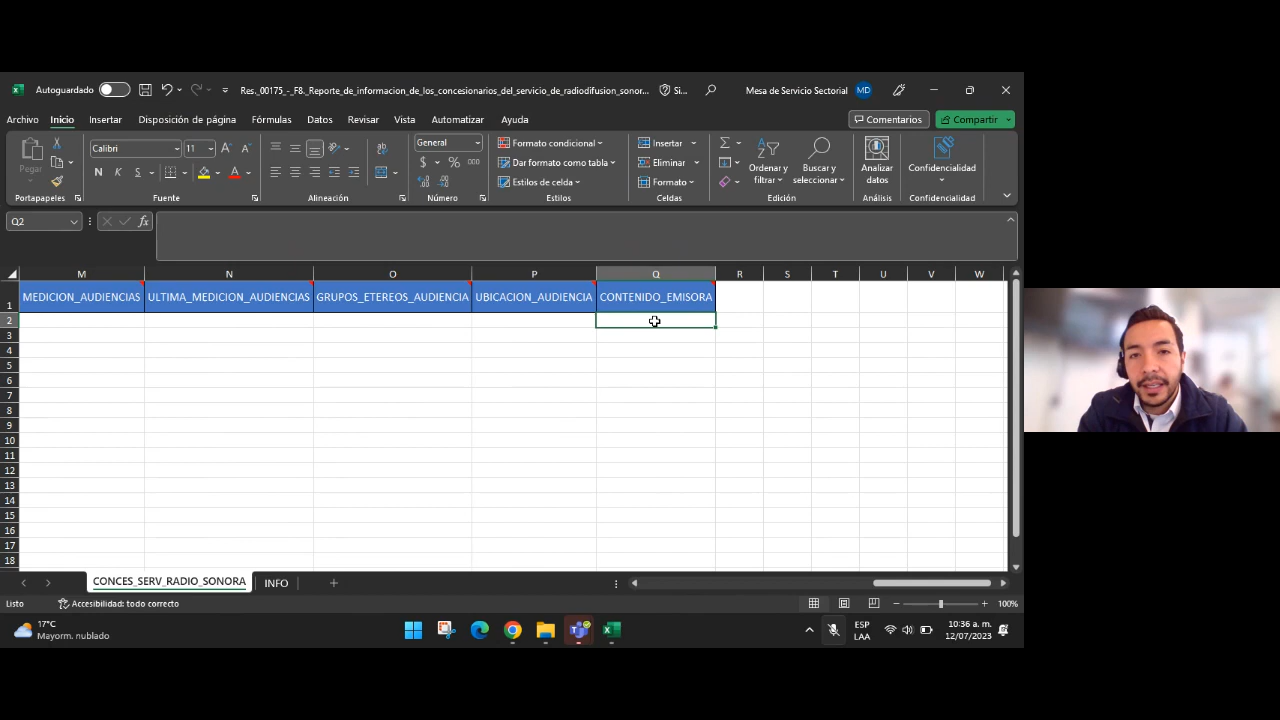 Autoguardado
Res._00175_-_F8._Reporte_de_informacion_de_los_concesionarios_del_servicio_de_radiodifusion_sonor...
Si...
Mesa de Servicio Sectorial
MD
Archivo Inicio Insertar Disposición de página Fórmulas Datos Revisar Vista Automatizar Ayuda
Comentarios
Compartir
Pegar
Calibri 11
N K S
General
$ % 000
Formato condicional
Dar formato como tabla
Estilos de celda
Insertar
Eliminar
Formato
Ordenar y filtrar
Buscar y seleccionar
Analizar datos
Confidencialidad
Portapapeles Fuente Alineación Número Estilos Celdas Edición Análisis Confidencialidad
Q2 fx
M N O P Q R S T U V W
1 MEDICION_AUDIENCIAS ULTIMA_MEDICION_AUDIENCIAS GRUPOS_ETEREOS_AUDIENCIA UBICACION_AUDIENCIA CONTENIDO_EMISORA
2
3
4
5
6
7
8
9
10
11
12
13
14
15
16
17
18
CONCES_SERV_RADIO_SONORA INFO
Listo Accesibilidad: todo correcto 100%
17°C
Mayorm. nublado
ESP
LAA
10:36 a. m.
12/07/2023